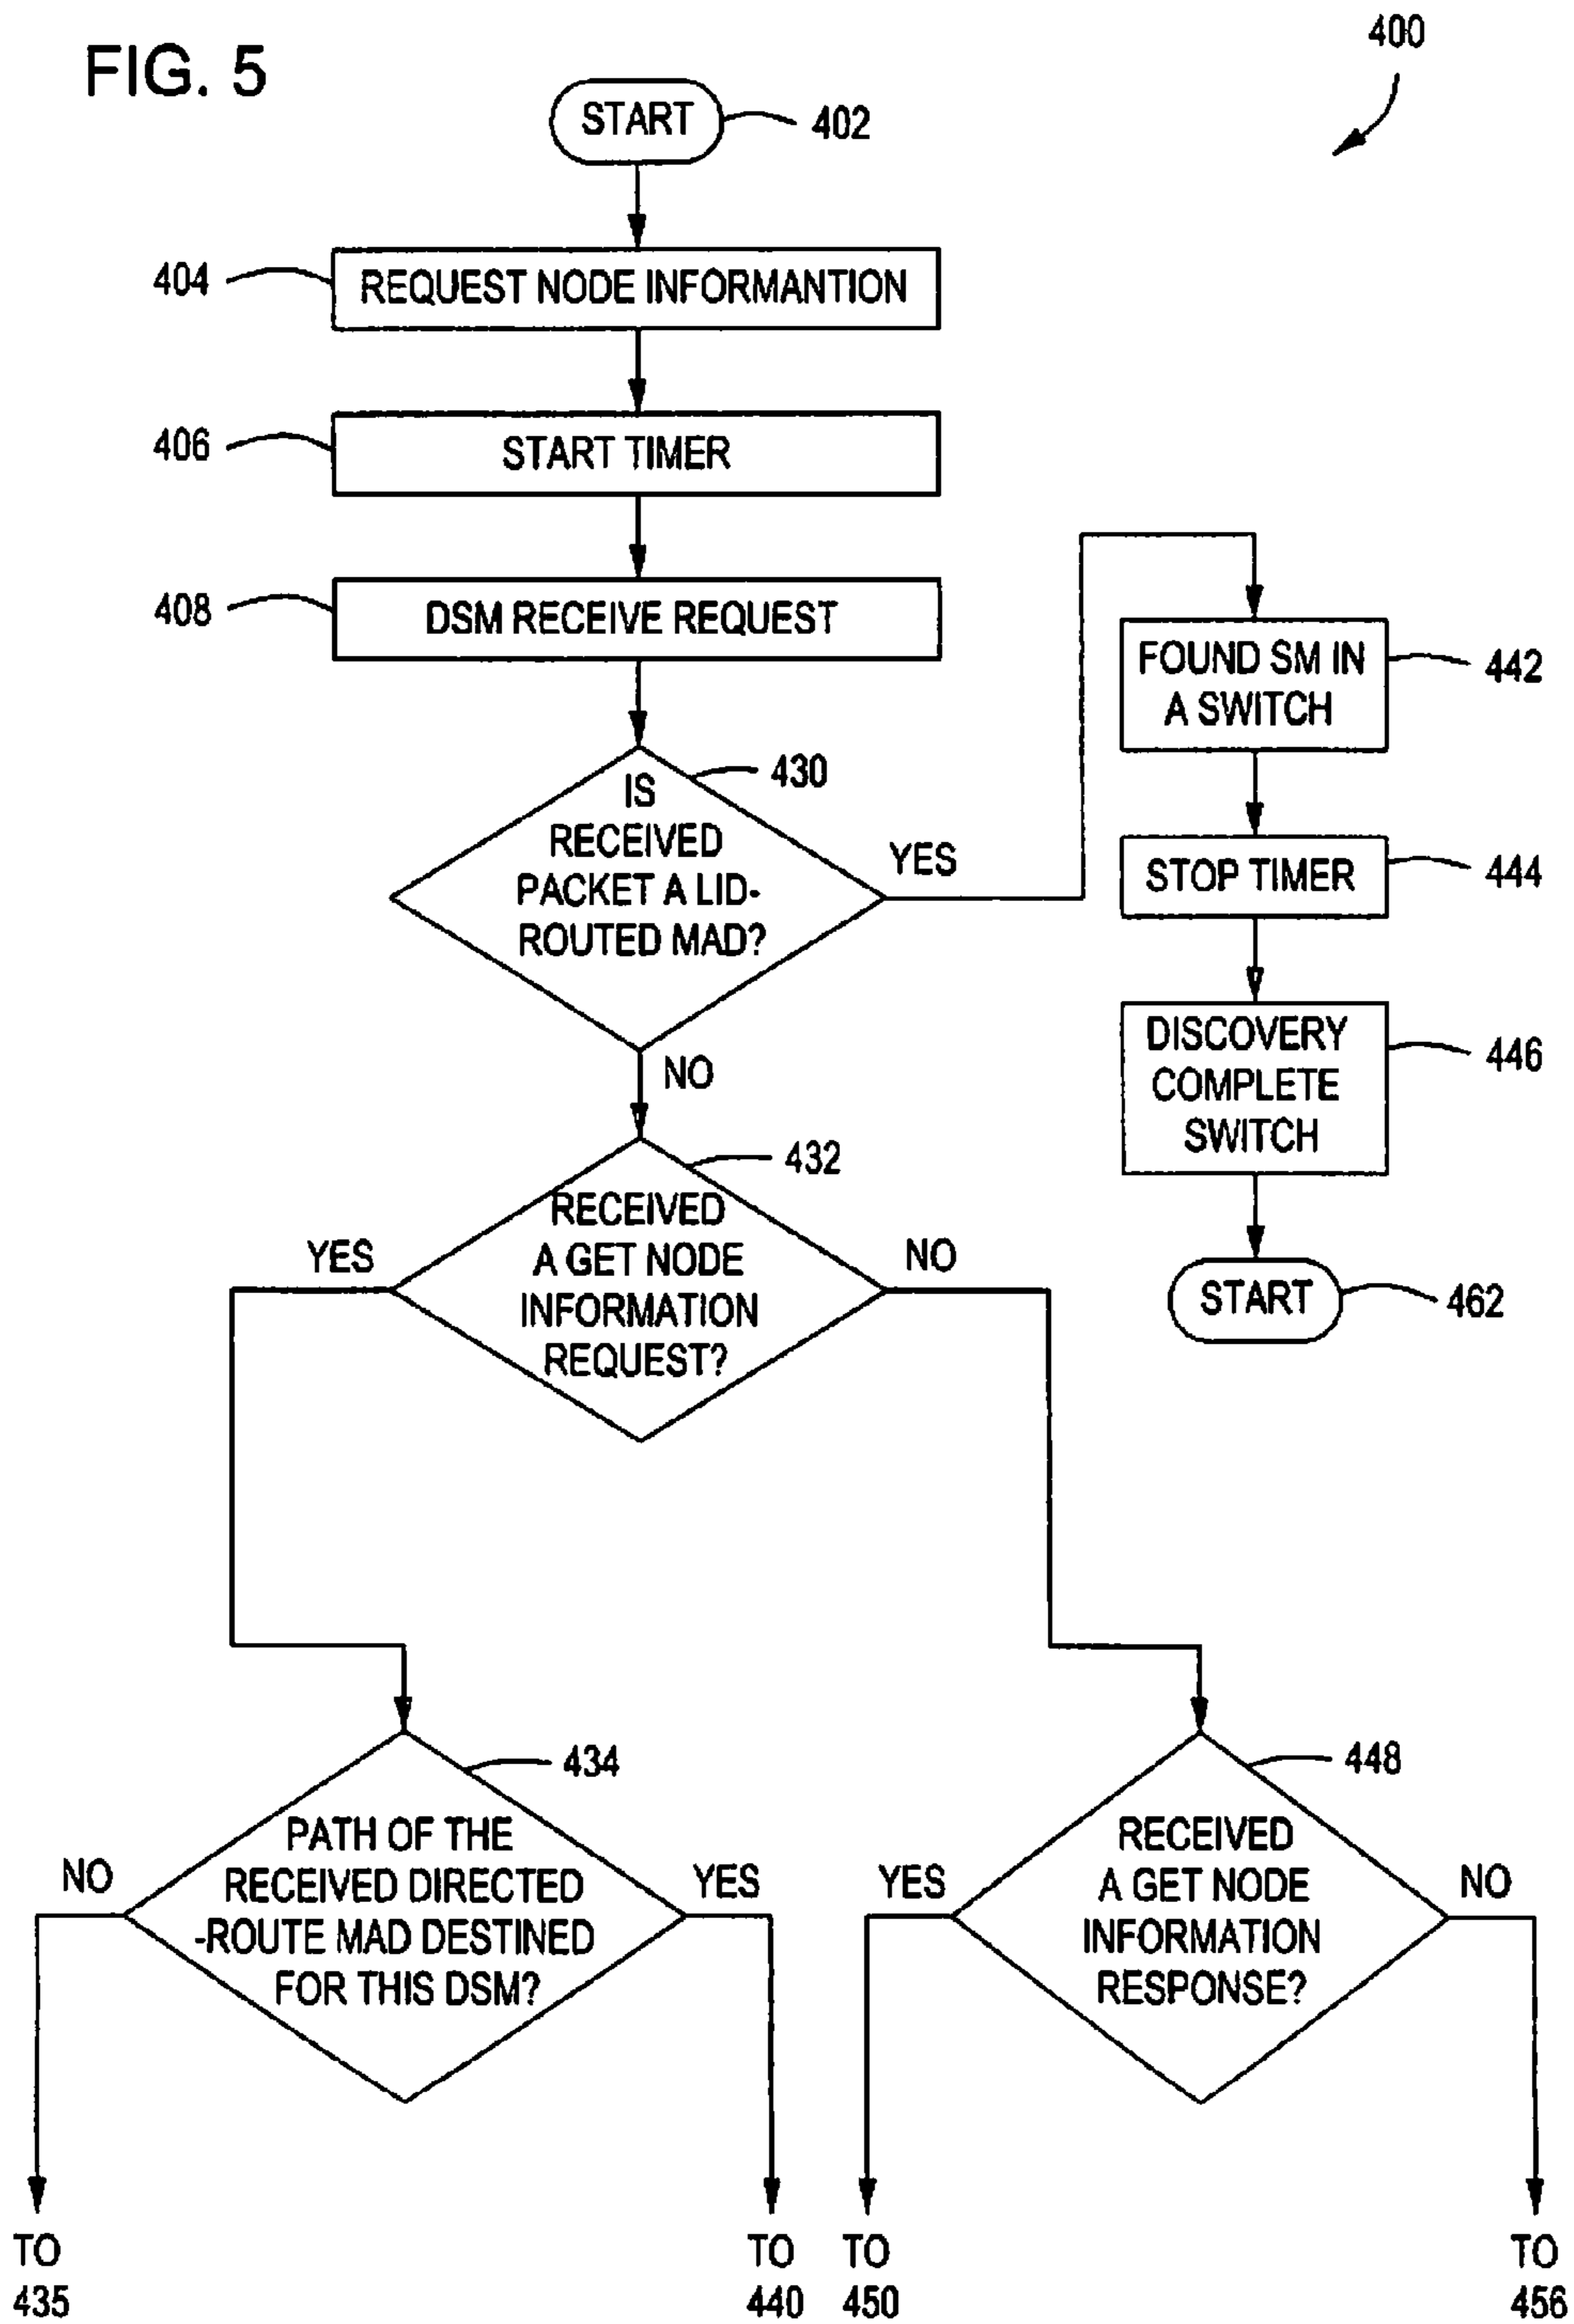 FIG. 5
400
START
402
404
REQUEST NODE INFORMANTION
406
START TIMER
408
DSM RECEIVE REQUEST
430
IS
RECEIVED
PACKET A LID-
ROUTED MAD?
YES
NO
FOUND SM IN
A SWITCH
442
STOP TIMER
444
DISCOVERY
COMPLETE
SWITCH
446
START
462
432
RECEIVED
A GET NODE
INFORMATION
REQUEST?
YES
NO
434
PATH OF THE
RECEIVED DIRECTED
-ROUTE MAD DESTINED
FOR THIS DSM?
NO
YES
448
RECEIVED
A GET NODE
INFORMATION
RESPONSE?
YES
NO
TO
435
TO
440
TO
450
TO
456